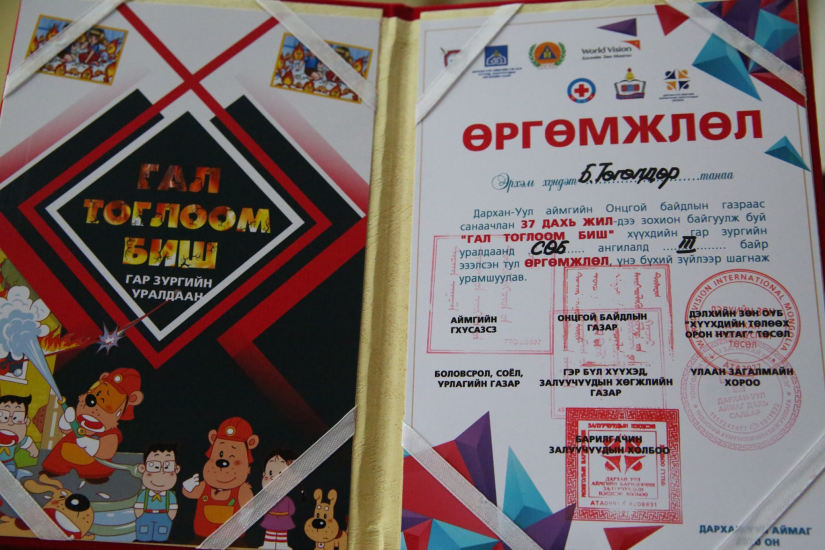 ГАЛ
ТОГЛООМ
БИШ
ГАР ЗУРГИЙН
УРАЛДААН
World Vision
ӨРГӨМЖЛӨЛ
Эрхэм хүндэт Б.Төгөлдөр танаа
Дархан-Уул аймгийн Онцгой байдлын газраас
санаачлан 37 ДАХЬ ЖИЛ-дээ зохион байгуулж буй
"ГАЛ ТОГЛООМ БИШ" хүүхдийн гар зургийн
уралдаанд СӨБ ангилалд III байр
эзэлсэн тул ӨРГӨМЖЛӨЛ, үнэ бүхий зүйлээр шагнаж
урамшуулав.
АЙМГИЙН
ГХУСАЗСЗ
ОНЦГОЙ БАЙДЛЫН
ГАЗАР
ДЭЛХИЙН ЗӨН ОУБ
"ХҮҮХДИЙН ТӨЛӨӨХ
ОРОН НУТАГ" ТӨСӨЛ
БОЛОВСРОЛ, СОЁЛ,
УРЛАГИЙН ГАЗАР
ГЭР БҮЛ ХҮҮХЭД,
ЗАЛУУЧУУДЫН ХӨГЖЛИЙН
ГАЗАР
УЛААН ЗАГАЛМАЙН
ХОРОО
БАРИЛГАЧИН
ЗАЛУУЧУУДЫН ХОЛБОО
ДАРХАН-УУЛ АЙМАГ
ОН